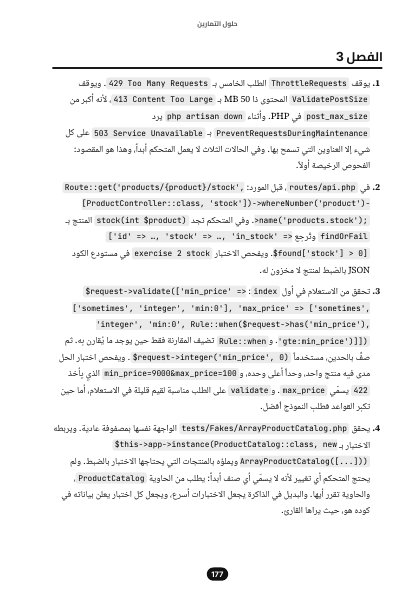 حلول التمارين
الفصل 3
1. يوقف ThrottleRequests الطلب الخامس بـ 429 Too Many Requests. ويوقف
ValidatePostSize المحتوى ذا 50 MB بـ 413 Content Too Large، لأنه أكبر من
post_max_size في PHP. وأثناء php artisan down يرد
PreventRequestsDuringMaintenance بـ 503 Service Unavailable على كل
شيء إلا العناوين التي تسمح بها. وفي الحالات الثلاث لا يعمل المتحكم أبداً، وهذا هو المقصود:
الفحوص الرخيصة أولاً.
2. في routes/api.php، قبل المورد: Route::get('products/{product}/stock',
[ProductController::class, 'stock'])->whereNumber('product')-
>name('products.stock');‎ وفي المتحكم تجد stock(int $product) المنتج بـ
findOrFail وتُرجع ['id' => …, 'stock' => …, 'in_stock' =>
$found['stock'] > 0]. ويفحص الاختبار exercise 2 stock في مستودع الكود
JSON بالضبط لمنتج لا مخزون له.
3. تحقق من الاستعلام في أول index: $request->validate(['min_price' =>
['sometimes', 'integer', 'min:0'], 'max_price' => ['sometimes',
'integer', 'min:0', Rule::when($request->has('min_price'),
'gte:min_price')]])‎. و Rule::when تضيف المقارنة فقط حين يوجد ما يُقارن به. ثم
صفِّ بالحدين، مستخدماً $request->integer('min_price', 0). ويفحص اختبار الحل
مدى فيه منتج واحد، وحداً أعلى وحده، و min_price=9000&max_price=100 الذي يأخذ
422 يسمّي max_price. و validate على الطلب مناسبة لقيم قليلة في الاستعلام، أما حين
تكبر القواعد فطلب النموذج أفضل.
4. يحقق tests/Fakes/ArrayProductCatalog.php الواجهة نفسها بمصفوفة عادية. ويربطه
الاختبار بـ $this->app->instance(ProductCatalog::class, new
ArrayProductCatalog([...]))‎ ويملؤه بالمنتجات التي يحتاجها الاختبار بالضبط. ولم
يحتج المتحكم أي تغيير لأنه لا يسمّي أي صنف أبداً: يطلب من الحاوية ProductCatalog،
والحاوية تقرر أيها. والبديل في الذاكرة يجعل الاختبارات أسرع، ويجعل كل اختبار يعلن بياناته في
كوده هو، حيث يراها القارئ.
177